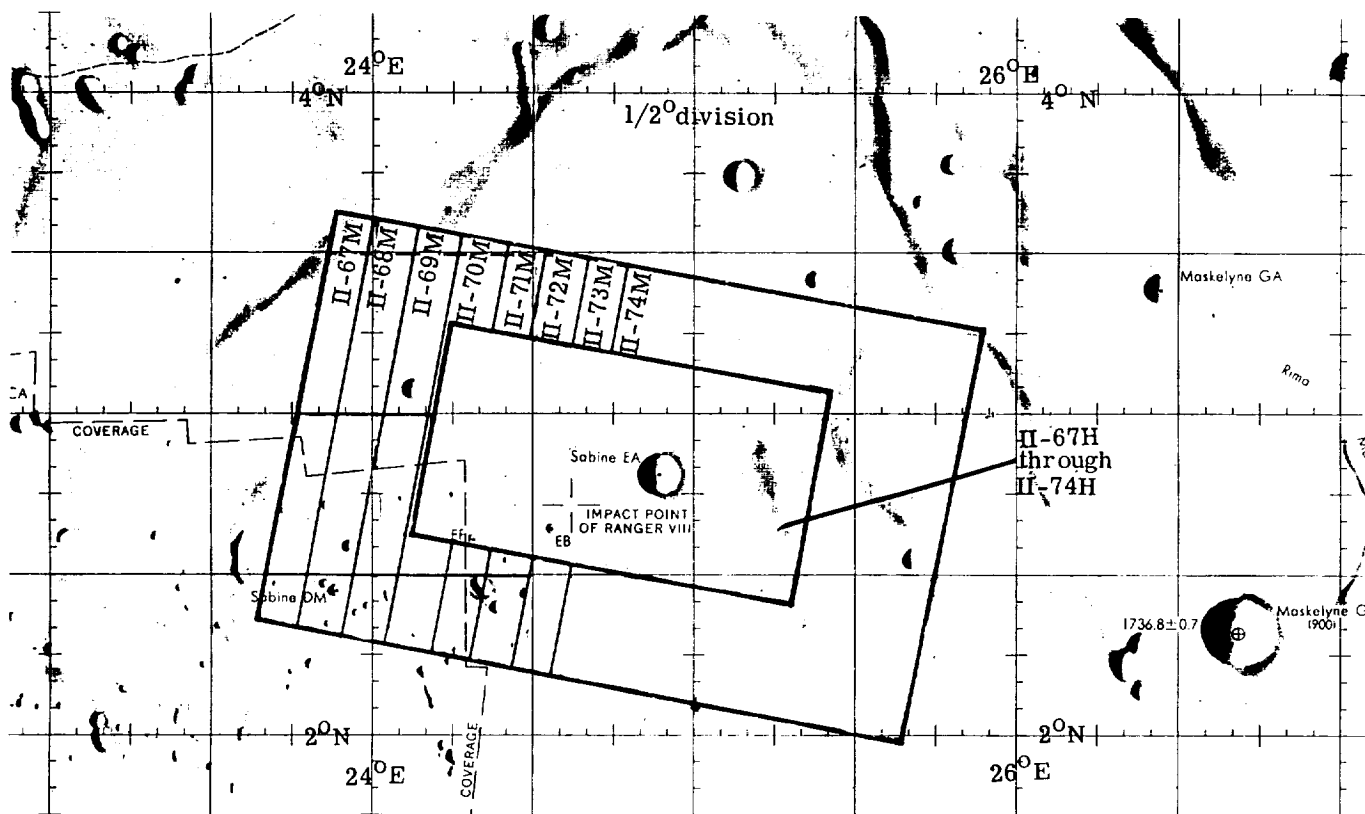 24°E
26°E
4°N
4°N
1/2° division
II-67M
II-68M
II-69M
II-70M
II-71M
II-72M
II-73M
II-74M
Maskelyne GA
Rima
CA
COVERAGE
Sabine EA
II-67H
through
II-74H
IMPACT POINT
OF RANGER VIII
EB
Sabine DM
1736.8±0.7
Maskelyne G
(900)
2°N
2°N
24°E
26°E
COVERAGE